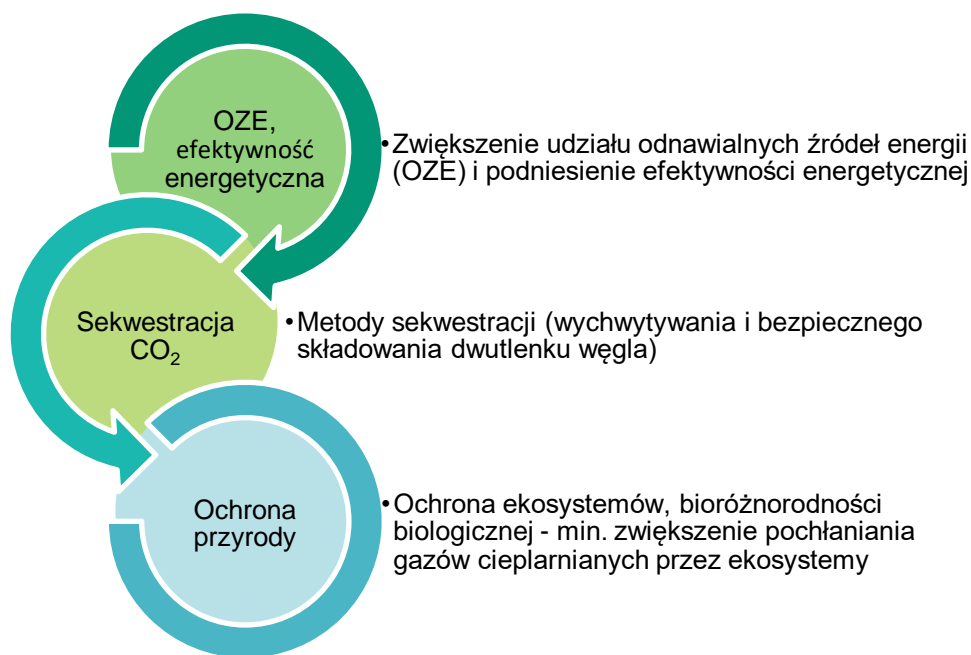 OZE,
efektywność
energetyczna
•Zwiększenie udziału odnawialnych źródeł energii
(OZE) i podniesienie efektywności energetycznej
Sekwestracja
CO₂
•Metody sekwestracji (wychwytywania i bezpiecznego
składowania dwutlenku węgla)
Ochrona
przyrody
•Ochrona ekosystemów, bioróżnorodności
biologicznej - min. zwiększenie pochłaniania
gazów cieplarnianych przez ekosystemy